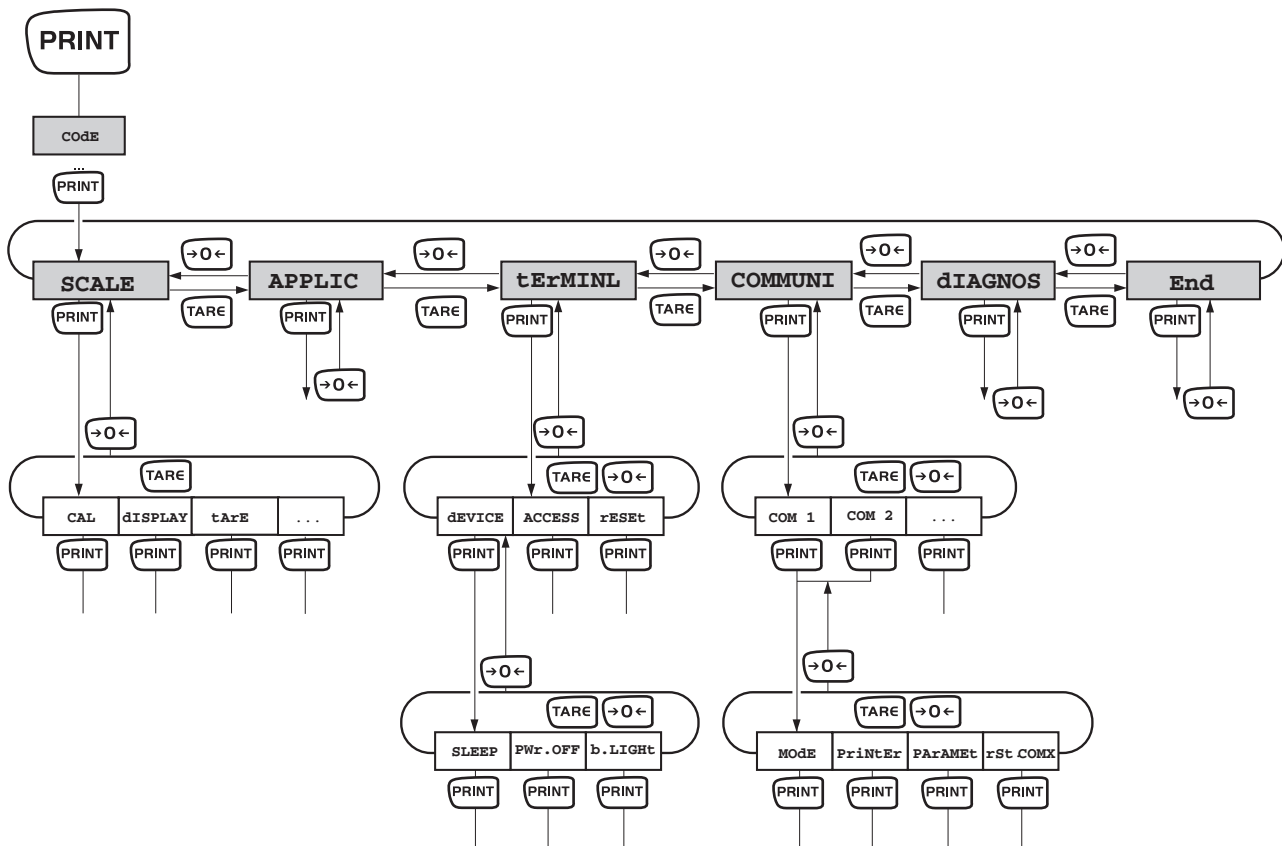 PRINT
COdE
...
PRINT
→0← →0← →0← →0← →0←
SCALE APPLIC tErMINL COMMUNI dIAGNOS End
PRINT TARE PRINT TARE PRINT TARE PRINT TARE PRINT TARE PRINT
→0← →0← →0←
→0← →0← →0←
TARE TARE →0← TARE →0←
CAL dISPLAY tArE ... dEVICE ACCESS rESEt COM 1 COM 2 ...
PRINT PRINT PRINT PRINT PRINT PRINT PRINT PRINT PRINT PRINT
→0← →0←
TARE →0← TARE →0←
SLEEP PWr.OFF b.LIGHt MOdE PriNtEr PArAMEt rSt.COMX
PRINT PRINT PRINT PRINT PRINT PRINT PRINT